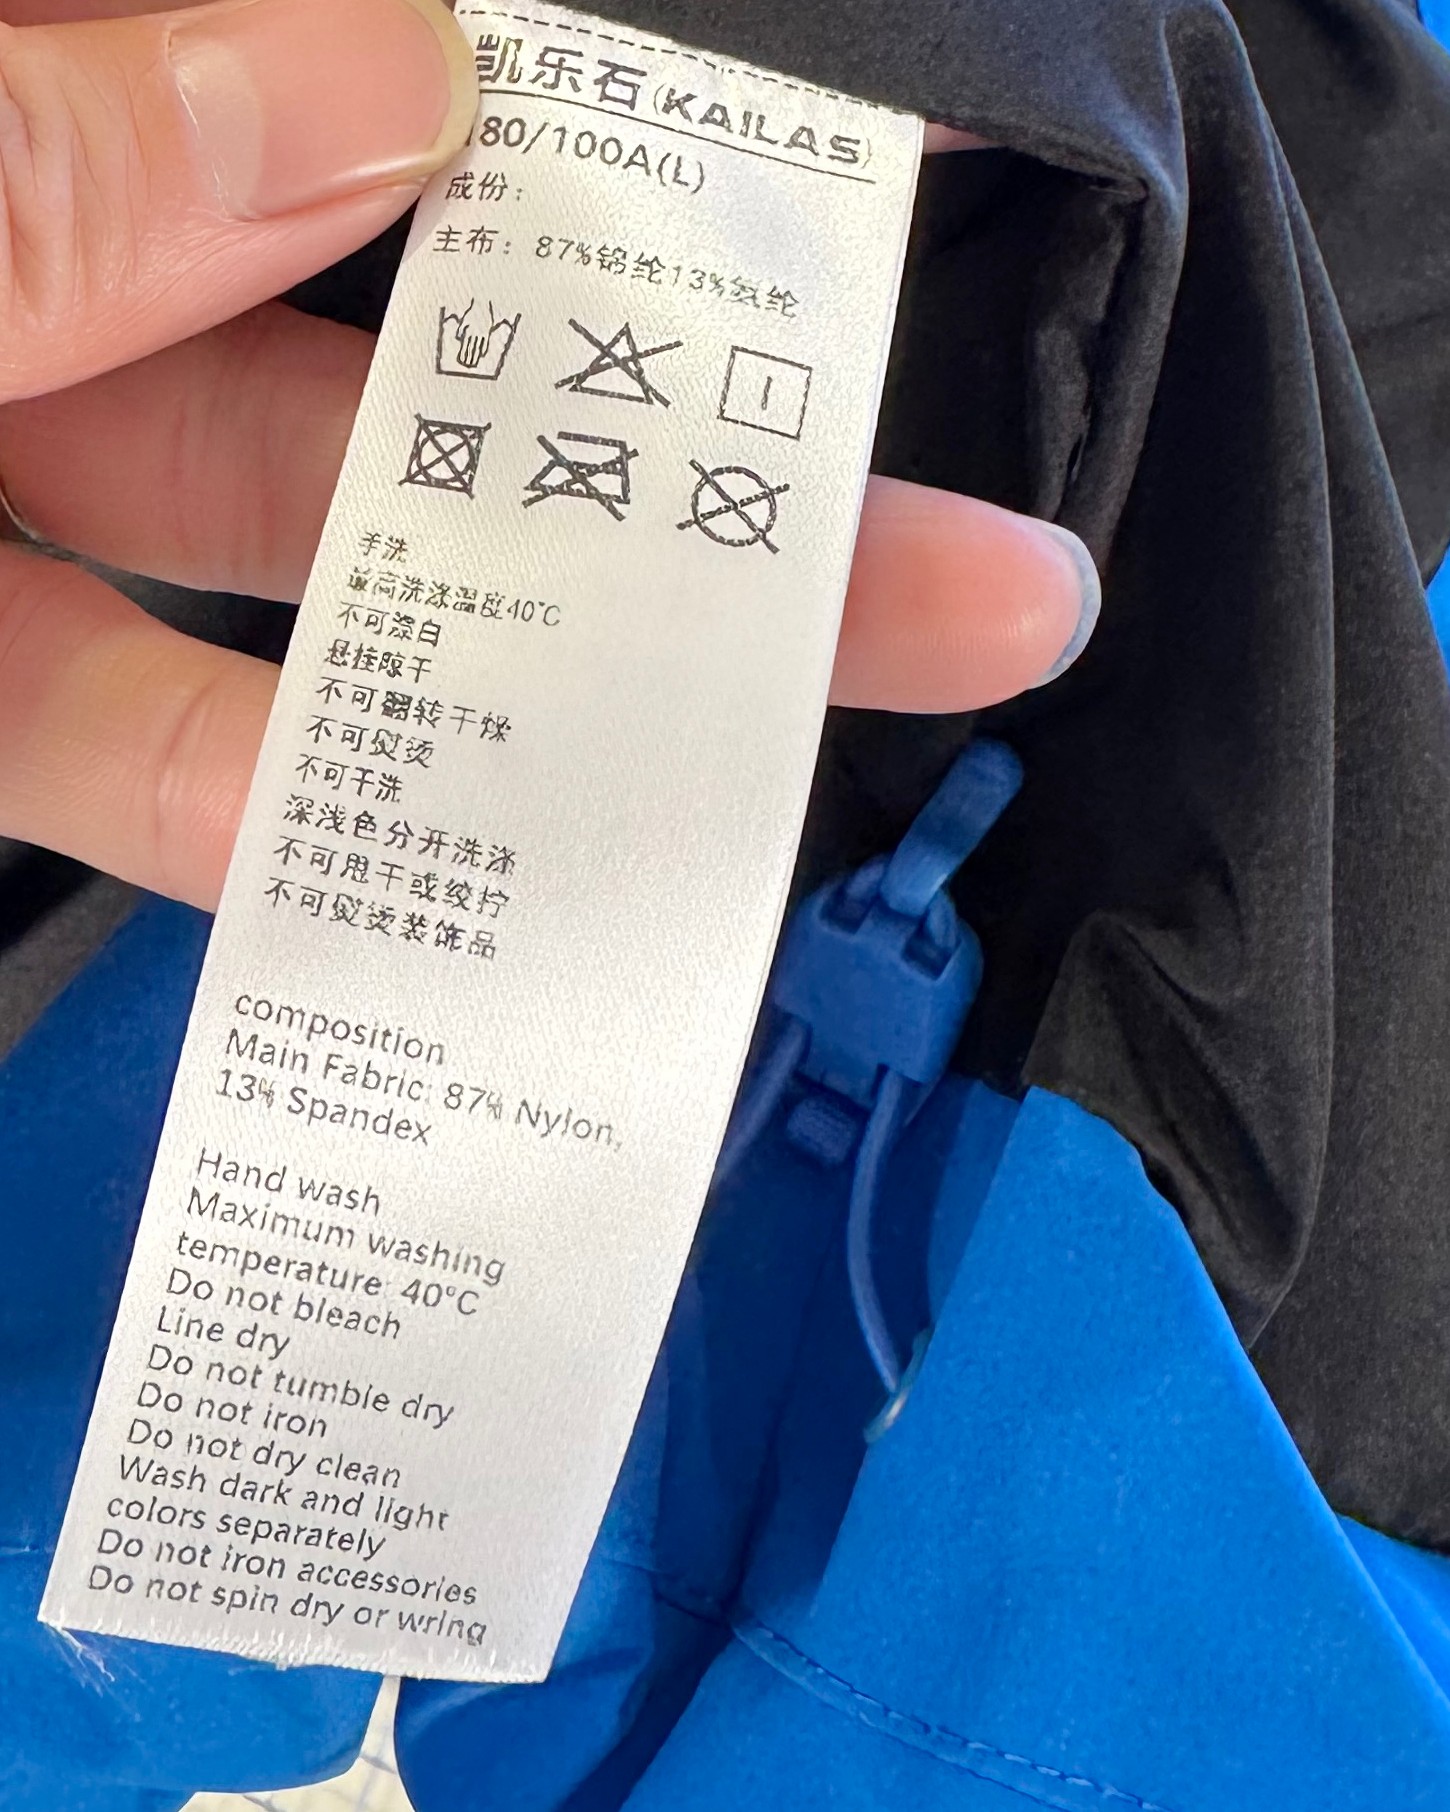 凯乐石(KAILAS)
180/100A(L)
成份：
主布：87%锦纶13%氨纶
手洗
最高洗涤温度40℃
不可漂白
悬挂晾干
不可翻转干燥
不可熨烫
不可干洗
深浅色分开洗涤
不可甩干或绞拧
不可熨烫装饰品
composition
Main Fabric: 87% Nylon,
13% Spandex
Hand wash
Maximum washing
temperature: 40°C
Do not bleach
Line dry
Do not tumble dry
Do not iron
Do not dry clean
Wash dark and light
colors separately
Do not iron accessories
Do not spin dry or wring